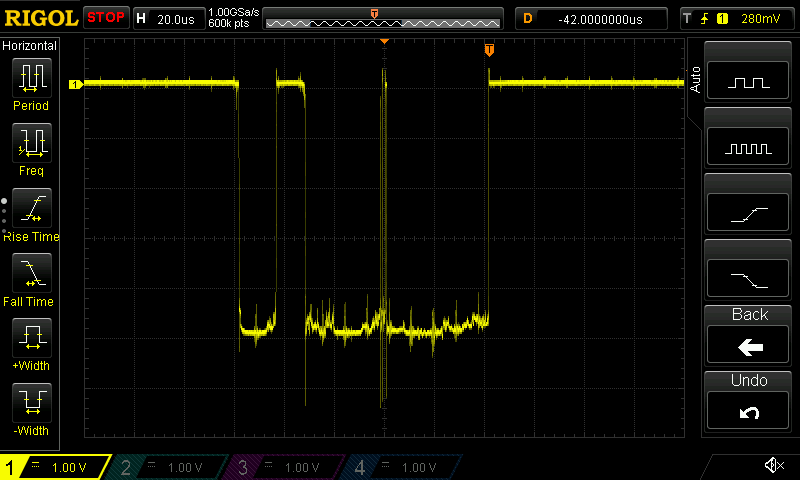 RIGOL STOP H 20.0us 1.00GSa/s 600k pts T D -42.0000000us T 1 280mV
Horizontal
Period
Freq
Rise Time
Fall Time
+Width
-Width
1
T
Auto
Back
Undo
1 1.00 V 2 1.00 V 3 1.00 V 4 1.00 V